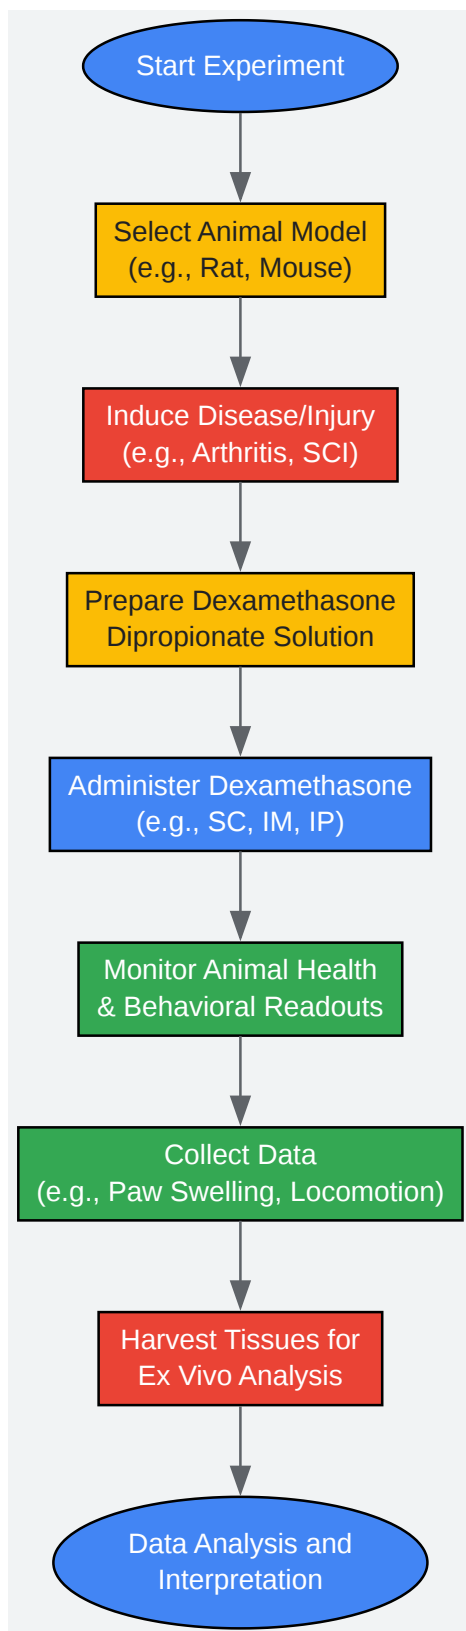 Start Experiment
Select Animal Model
(e.g., Rat, Mouse)
Induce Disease/Injury
(e.g., Arthritis, SCI)
Prepare Dexamethasone
Dipropionate Solution
Administer Dexamethasone
(e.g., SC, IM, IP)
Monitor Animal Health
& Behavioral Readouts
Collect Data
(e.g., Paw Swelling, Locomotion)
Harvest Tissues for
Ex Vivo Analysis
Data Analysis and
Interpretation